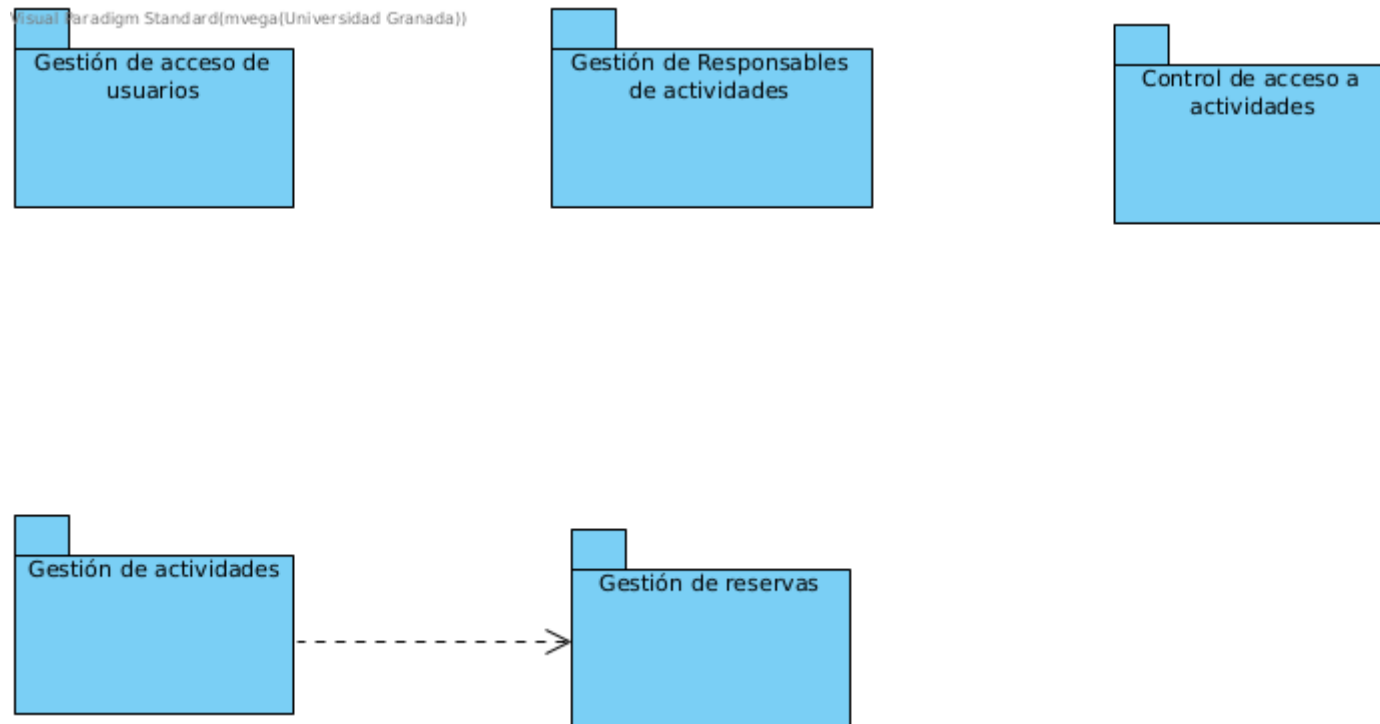 Visual Paradigm Standard(mvega(Universidad Granada))
Gestión de acceso de
usuarios
Gestión de Responsables
de actividades
Control de acceso a
actividades
Gestión de actividades
Gestión de reservas